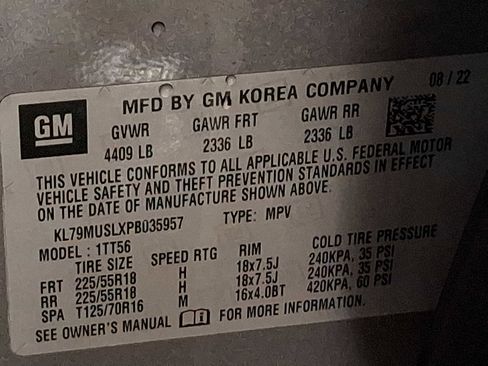 GM
MFD BY GM KOREA COMPANY 08/22
GVWR GAWR FRT GAWR RR
4409 LB 2336 LB 2336 LB
THIS VEHICLE CONFORMS TO ALL APPLICABLE U.S. FEDERAL MOTOR
VEHICLE SAFETY AND THEFT PREVENTION STANDARDS IN EFFECT
ON THE DATE OF MANUFACTURE SHOWN ABOVE.
KL79MUSLXPB035957 TYPE: MPV
MODEL: 1TT56
TIRE SIZE SPEED RTG RIM COLD TIRE PRESSURE
FRT 225/55R18 H 18x7.5J 240KPA, 35 PSI
RR 225/55R18 H 18x7.5J 240KPA, 35 PSI
SPA T125/70R16 M 16x4.0BT 420KPA, 60 PSI
SEE OWNER'S MANUAL FOR MORE INFORMATION.